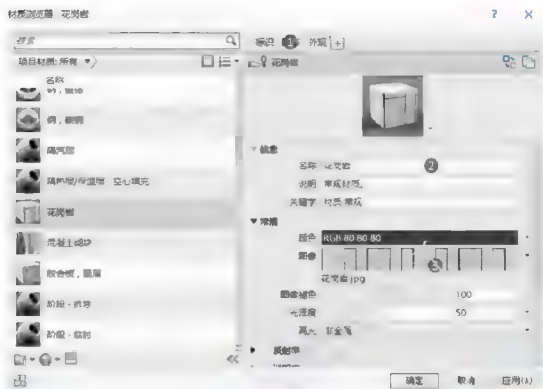 材质浏览器 花岗岩
? ×
搜索
标识 1 外观 +
项目材质: 所有
花岗岩
名称
钢，碳钢
隔汽层
隔热层/保温层 空心填充
花岗岩
混凝土砌块
胶合板，面层
阶段 - 拆除
阶段 - 临时
信息
名称 花岗岩 2
说明 常规材质。
关键字 材质 常规
常规
颜色 RGB 80 80 80
图像 3
花岗岩.jpg
图像褪色 100
光泽度 50
高光 非金属
反射率
确定 取消 应用(A)